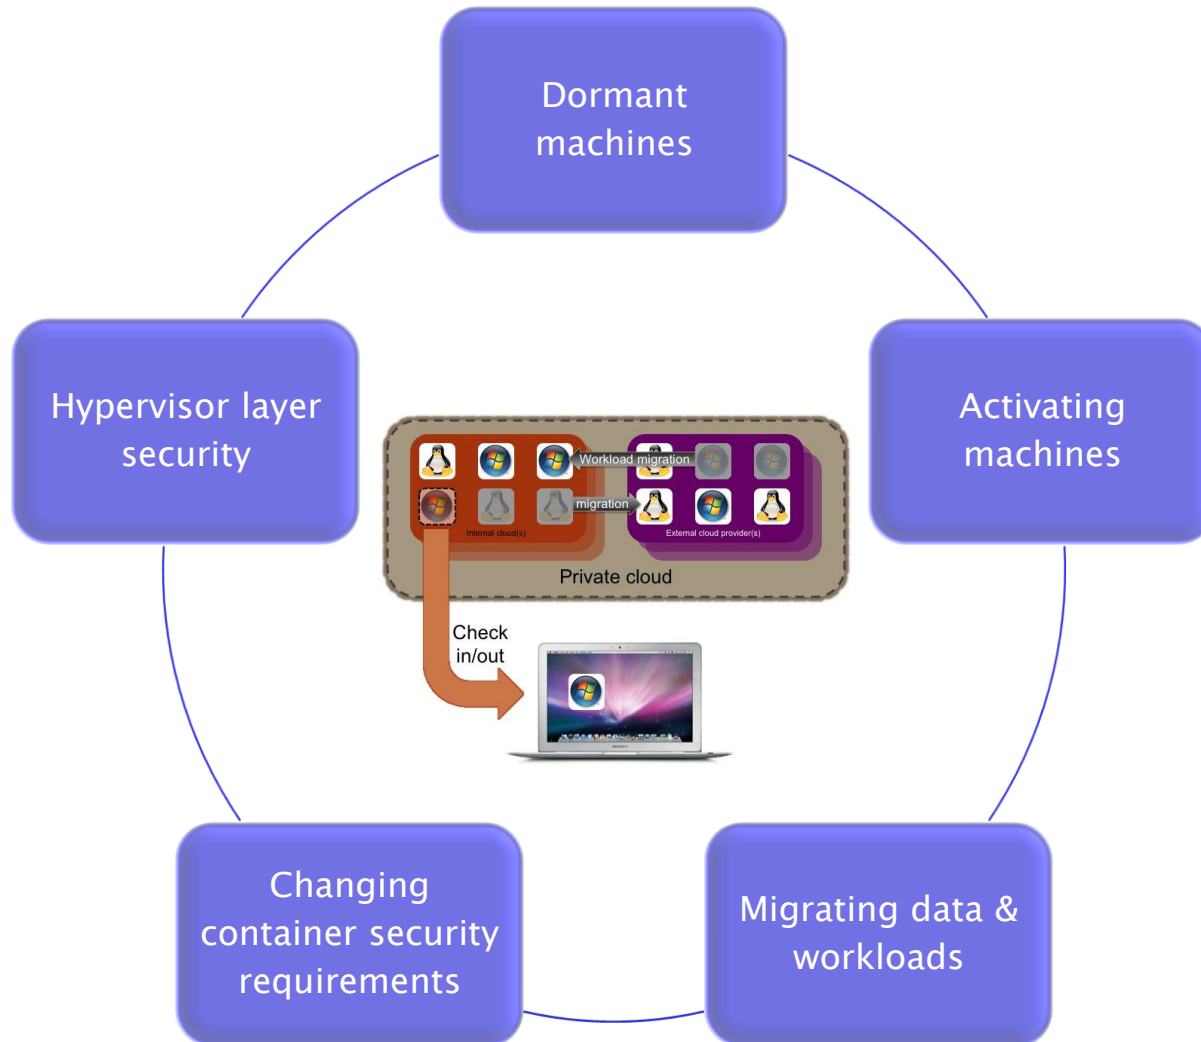 Dormant
machines
Hypervisor layer
security
Activating
machines
Workload migration
migration
Internal cloud(s)
External cloud provider(s)
Private cloud
Check
in/out
Changing
container security
requirements
Migrating data &
workloads